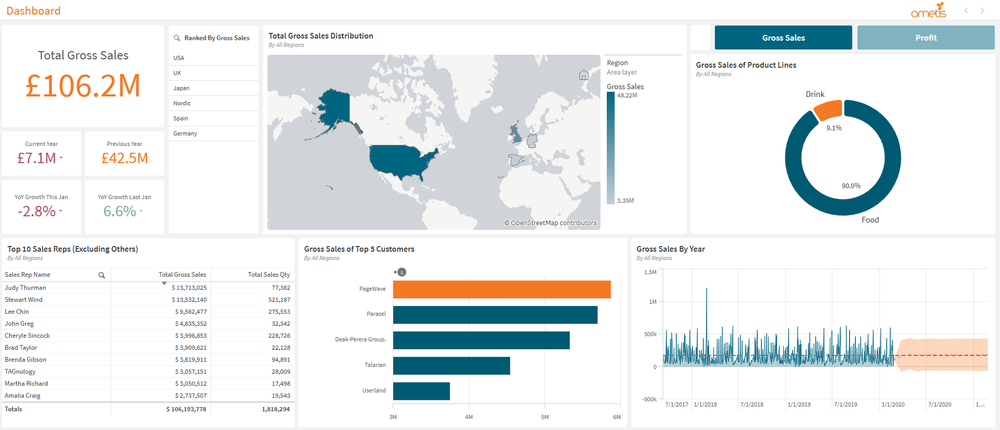 Dashboard
ometis
Total Gross Sales
£106.2M
Current Year
£7.1M
Previous Year
£42.5M
YoY Growth This Jan
-2.8%
YoY Growth Last Jan
6.6%
Ranked By Gross Sales
USA
UK
Japan
Nordic
Spain
Germany
Total Gross Sales Distribution
By All Regions
© OpenStreetMap contributors
Region
Area layer
Gross Sales
48.22M
3.35M
Gross Sales
Profit
Gross Sales of Product Lines
By All Regions
Drink
9.1%
90.9%
Food
Top 10 Sales Reps (Excluding Others)
By All Regions
Sales Rep Name Total Gross Sales Total Sales Qty
Judy Thurman $ 13,713,025 77,362
Stewart Wind $ 13,532,140 521,187
Lee Chin $ 9,562,477 275,553
John Greg $ 4,635,352 32,342
Cheryle Sincock $ 3,996,853 228,726
Brad Taylor $ 3,909,621 22,128
Brenda Gibson $ 3,619,911 94,891
TAGnology $ 3,057,151 28,009
Martha Richard $ 3,050,512 17,498
Amalia Craig $ 2,737,507 19,543
Totals $ 106,193,778 1,818,294
Gross Sales of Top 5 Customers
By All Regions
1
PageWave
Paracel
Deak-Perera Group.
Talarian
Userland
3M 4M 5M 6M
Gross Sales By Year
By All Regions
1.5M
1M
500k
0
-500k
7/1/2017 1/1/2018 7/1/2018 1/1/2019 7/1/2019 1/1/2020 7/1/2020 1...